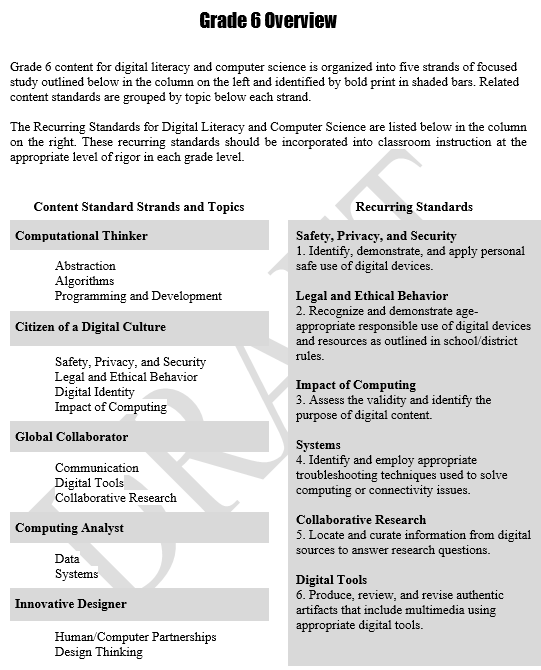 Grade 6 Overview
Grade 6 content for digital literacy and computer science is organized into five strands of focused
study outlined below in the column on the left and identified by bold print in shaded bars. Related
content standards are grouped by topic below each strand.
The Recurring Standards for Digital Literacy and Computer Science are listed below in the column
on the right. These recurring standards should be incorporated into classroom instruction at the
appropriate level of rigor in each grade level.
Content Standard Strands and Topics
Computational Thinker
Abstraction
Algorithms
Programming and Development
Citizen of a Digital Culture
Safety, Privacy, and Security
Legal and Ethical Behavior
Digital Identity
Impact of Computing
Global Collaborator
Communication
Digital Tools
Collaborative Research
Computing Analyst
Data
Systems
Innovative Designer
Human/Computer Partnerships
Design Thinking
Recurring Standards
Safety, Privacy, and Security
1. Identify, demonstrate, and apply personal
safe use of digital devices.
Legal and Ethical Behavior
2. Recognize and demonstrate age-
appropriate responsible use of digital devices
and resources as outlined in school/district
rules.
Impact of Computing
3. Assess the validity and identify the
purpose of digital content.
Systems
4. Identify and employ appropriate
troubleshooting techniques used to solve
computing or connectivity issues.
Collaborative Research
5. Locate and curate information from digital
sources to answer research questions.
Digital Tools
6. Produce, review, and revise authentic
artifacts that include multimedia using
appropriate digital tools.
DRAFT